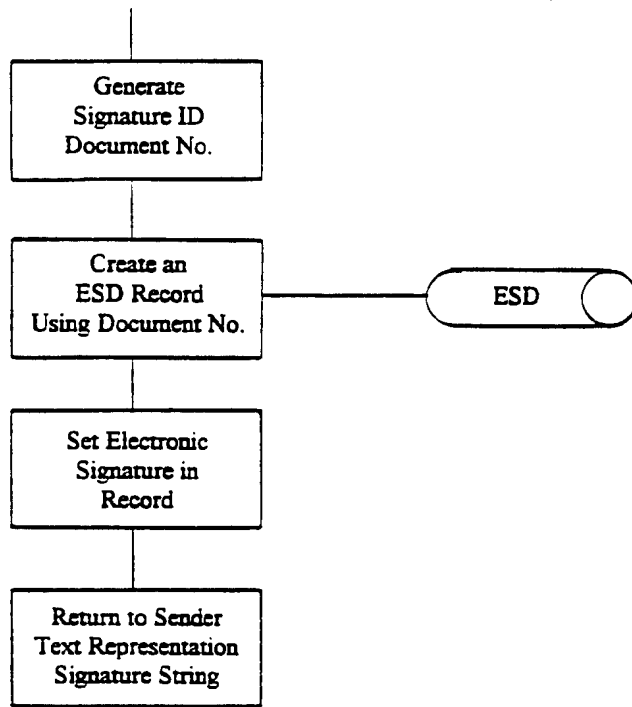 Generate
Signature ID
Document No.
Create an
ESD Record
Using Document No.
ESD
Set Electronic
Signature in
Record
Return to Sender
Text Representation
Signature String